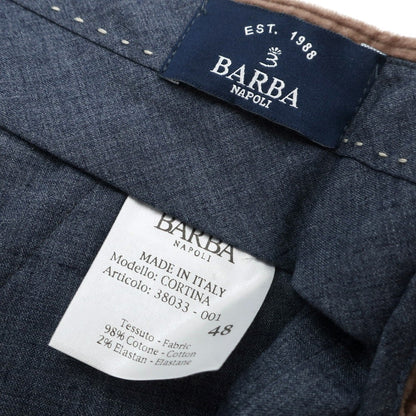 EST. 1988
BARBA
NAPOLI
BARBA
NAPOLI
MADE IN ITALY
Modello: CORTINA
Articolo: 38033 - 001
48
Tessuto - Fabric
98% Cotone - Cotton
2% Elastan - Elastane